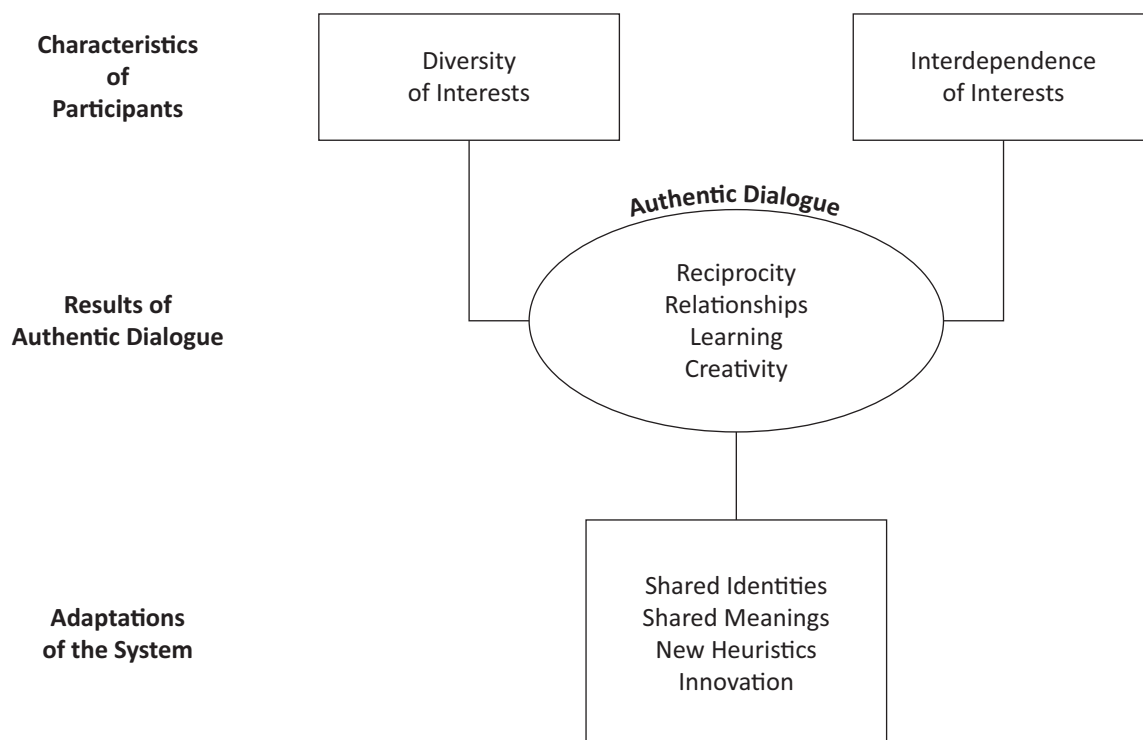 Characteristics
of
Participants
Diversity
of Interests
Interdependence
of Interests
Authentic Dialogue
Results of
Authentic Dialogue
Reciprocity
Relationships
Learning
Creativity
Adaptations
of the System
Shared Identities
Shared Meanings
New Heuristics
Innovation